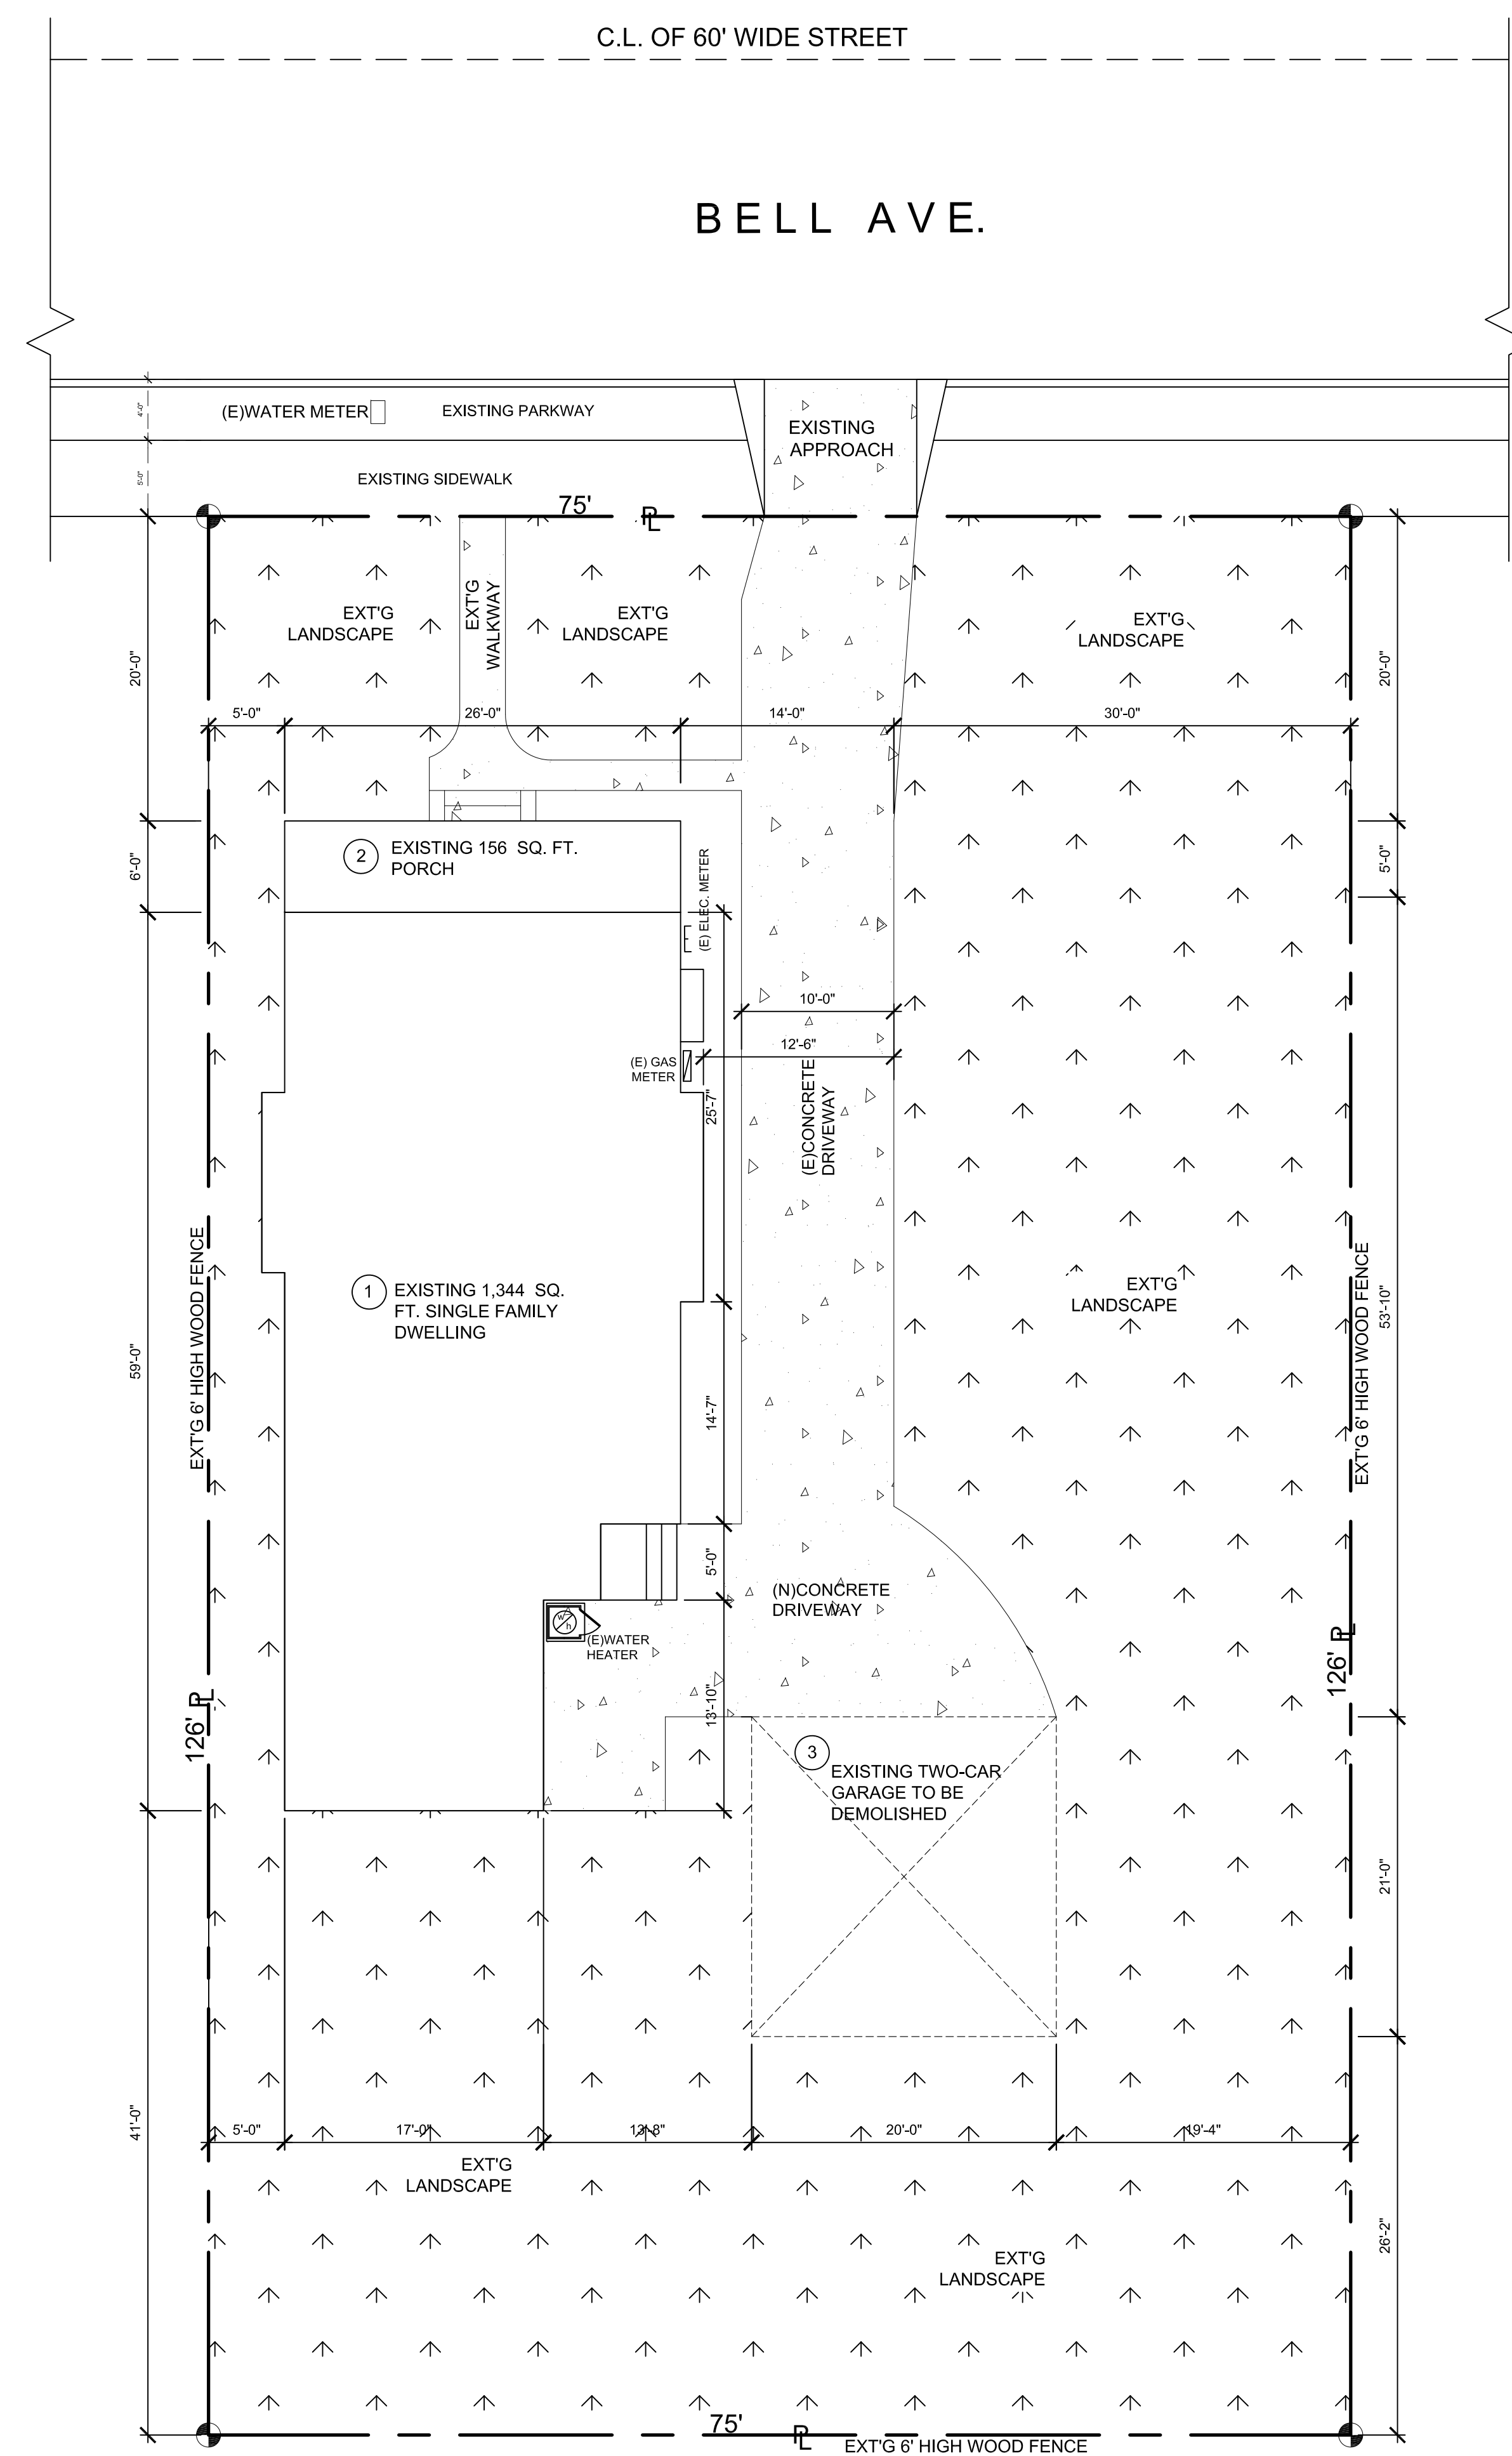 C.L. OF 60' WIDE STREET
BELL AVE.
4'-0"
(E)WATER METER
EXISTING PARKWAY
EXISTING
APPROACH
5'-0"
EXISTING SIDEWALK
75' PL
EXT'G
LANDSCAPE
EXT'G
WALKWAY
EXT'G
LANDSCAPE
EXT'G
LANDSCAPE
20'-0"
20'-0"
5'-0"
26'-0"
14'-0"
30'-0"
6'-0"
2
EXISTING 156 SQ. FT.
PORCH
(E) ELEC. METER
5'-0"
10'-0"
12'-6"
(E) GAS
METER
25'-7"
(E)CONCRETE
DRIVEWAY
EXT'G 6' HIGH WOOD FENCE
59'-0"
1
EXISTING 1,344 SQ.
FT. SINGLE FAMILY
DWELLING
EXT'G
LANDSCAPE
EXT'G 6' HIGH WOOD FENCE
53'-10"
14'-7"
5'-0"
(N)CONCRETE
DRIVEWAY
w
h
(E)WATER
HEATER
126' PL
126' PL
13'-10"
3
EXISTING TWO-CAR
GARAGE TO BE
DEMOLISHED
21'-0"
41'-0"
5'-0"
17'-0"
13'-8"
20'-0"
19'-4"
EXT'G
LANDSCAPE
26'-2"
EXT'G
LANDSCAPE
75' PL
EXT'G 6' HIGH WOOD FENCE